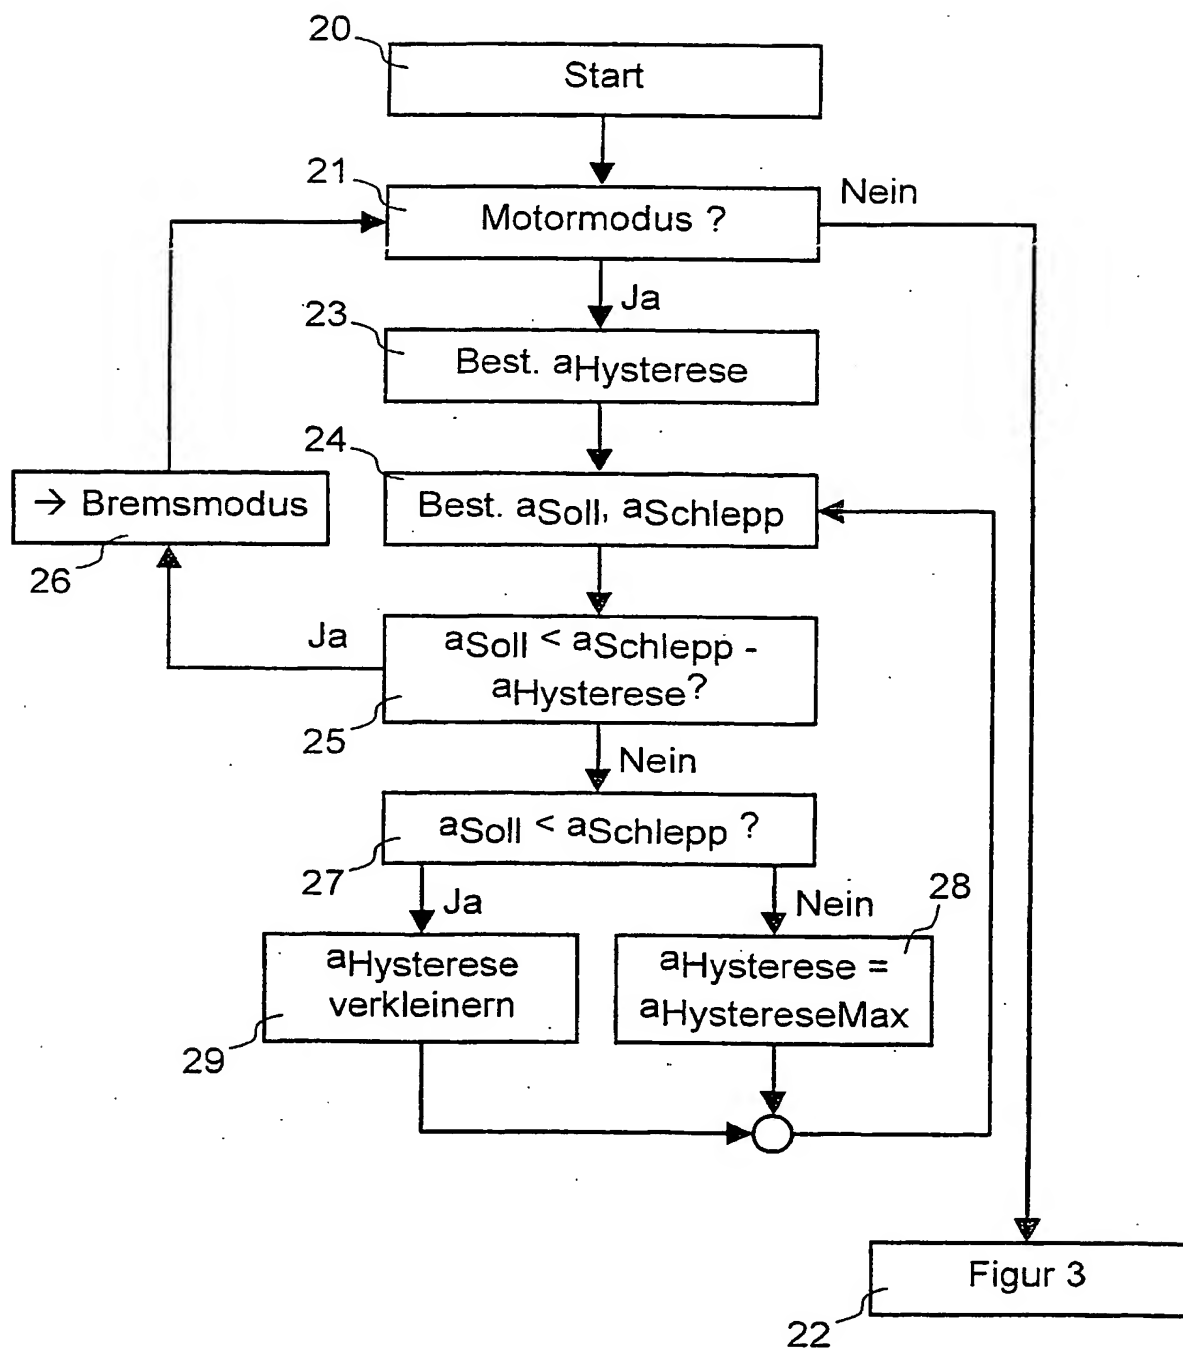 20
Start
21
Motormodus ?
Nein
Ja
23
Best. aHysterese
24
Best. aSoll, aSchlepp
→ Bremsmodus
26
Ja
aSoll < aSchlepp -
aHysterese?
25
Nein
aSoll < aSchlepp ?
27
Ja
Nein
28
aHysterese
verkleinern
29
aHysterese =
aHystereseMax
Figur 3
22